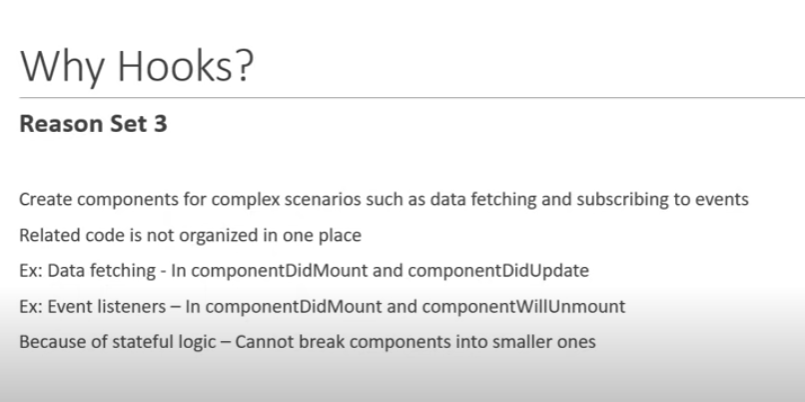 Why Hooks?
Reason Set 3
Create components for complex scenarios such as data fetching and subscribing to events
Related code is not organized in one place
Ex: Data fetching - In componentDidMount and componentDidUpdate
Ex: Event listeners – In componentDidMount and componentWillUnmount
Because of stateful logic – Cannot break components into smaller ones